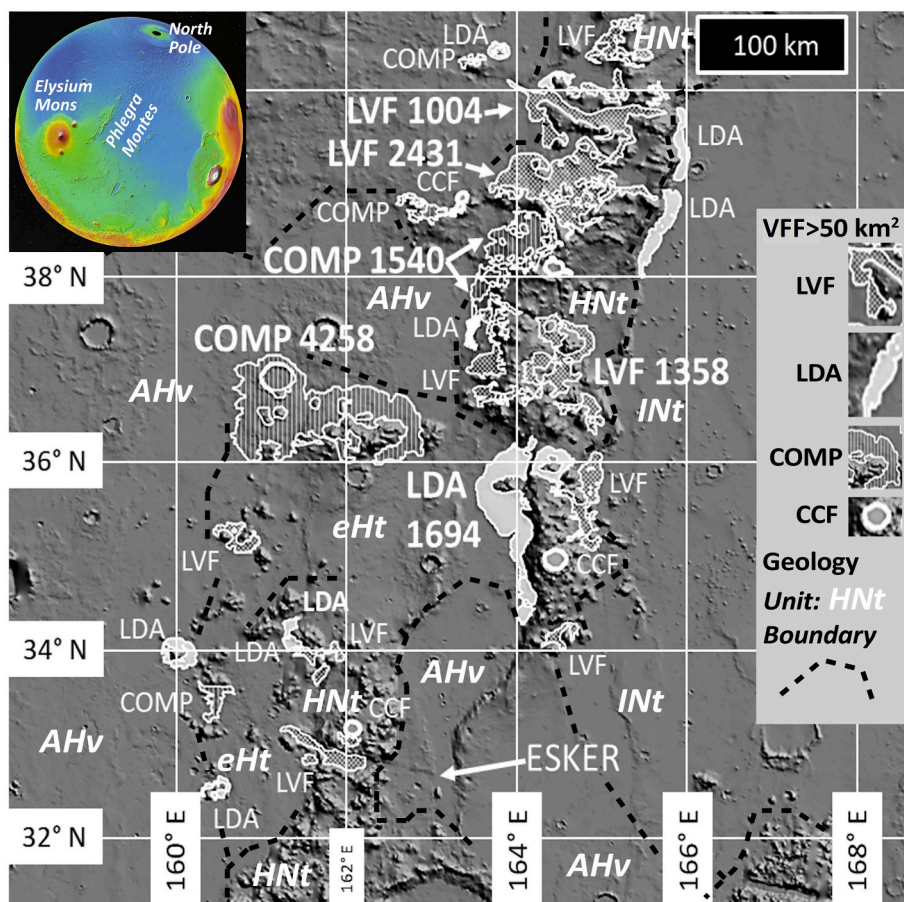 North
Pole
Elysium
Mons
Phlegra
Montes
LDA
COMP
LVF
HNt
100 km
LVF 1004
LVF 2431
LDA
CCF
COMP
LDA
COMP 1540
38° N
AHv
HNt
LDA
COMP 4258
LVF
LVF 1358
AHv
INt
36° N
LDA
1694
LVF
eHt
LVF
CCF
LDA
LDA
LVF
LDA
34° N
LVF
AHv
COMP
HNt
CCF
INt
AHv
eHt
LVF
ESKER
LDA
32° N
HNt
AHv
160° E
162° E
164° E
166° E
168° E
VFF>50 km²
LVF
LDA
COMP
CCF
Geology
Unit: HNt
Boundary